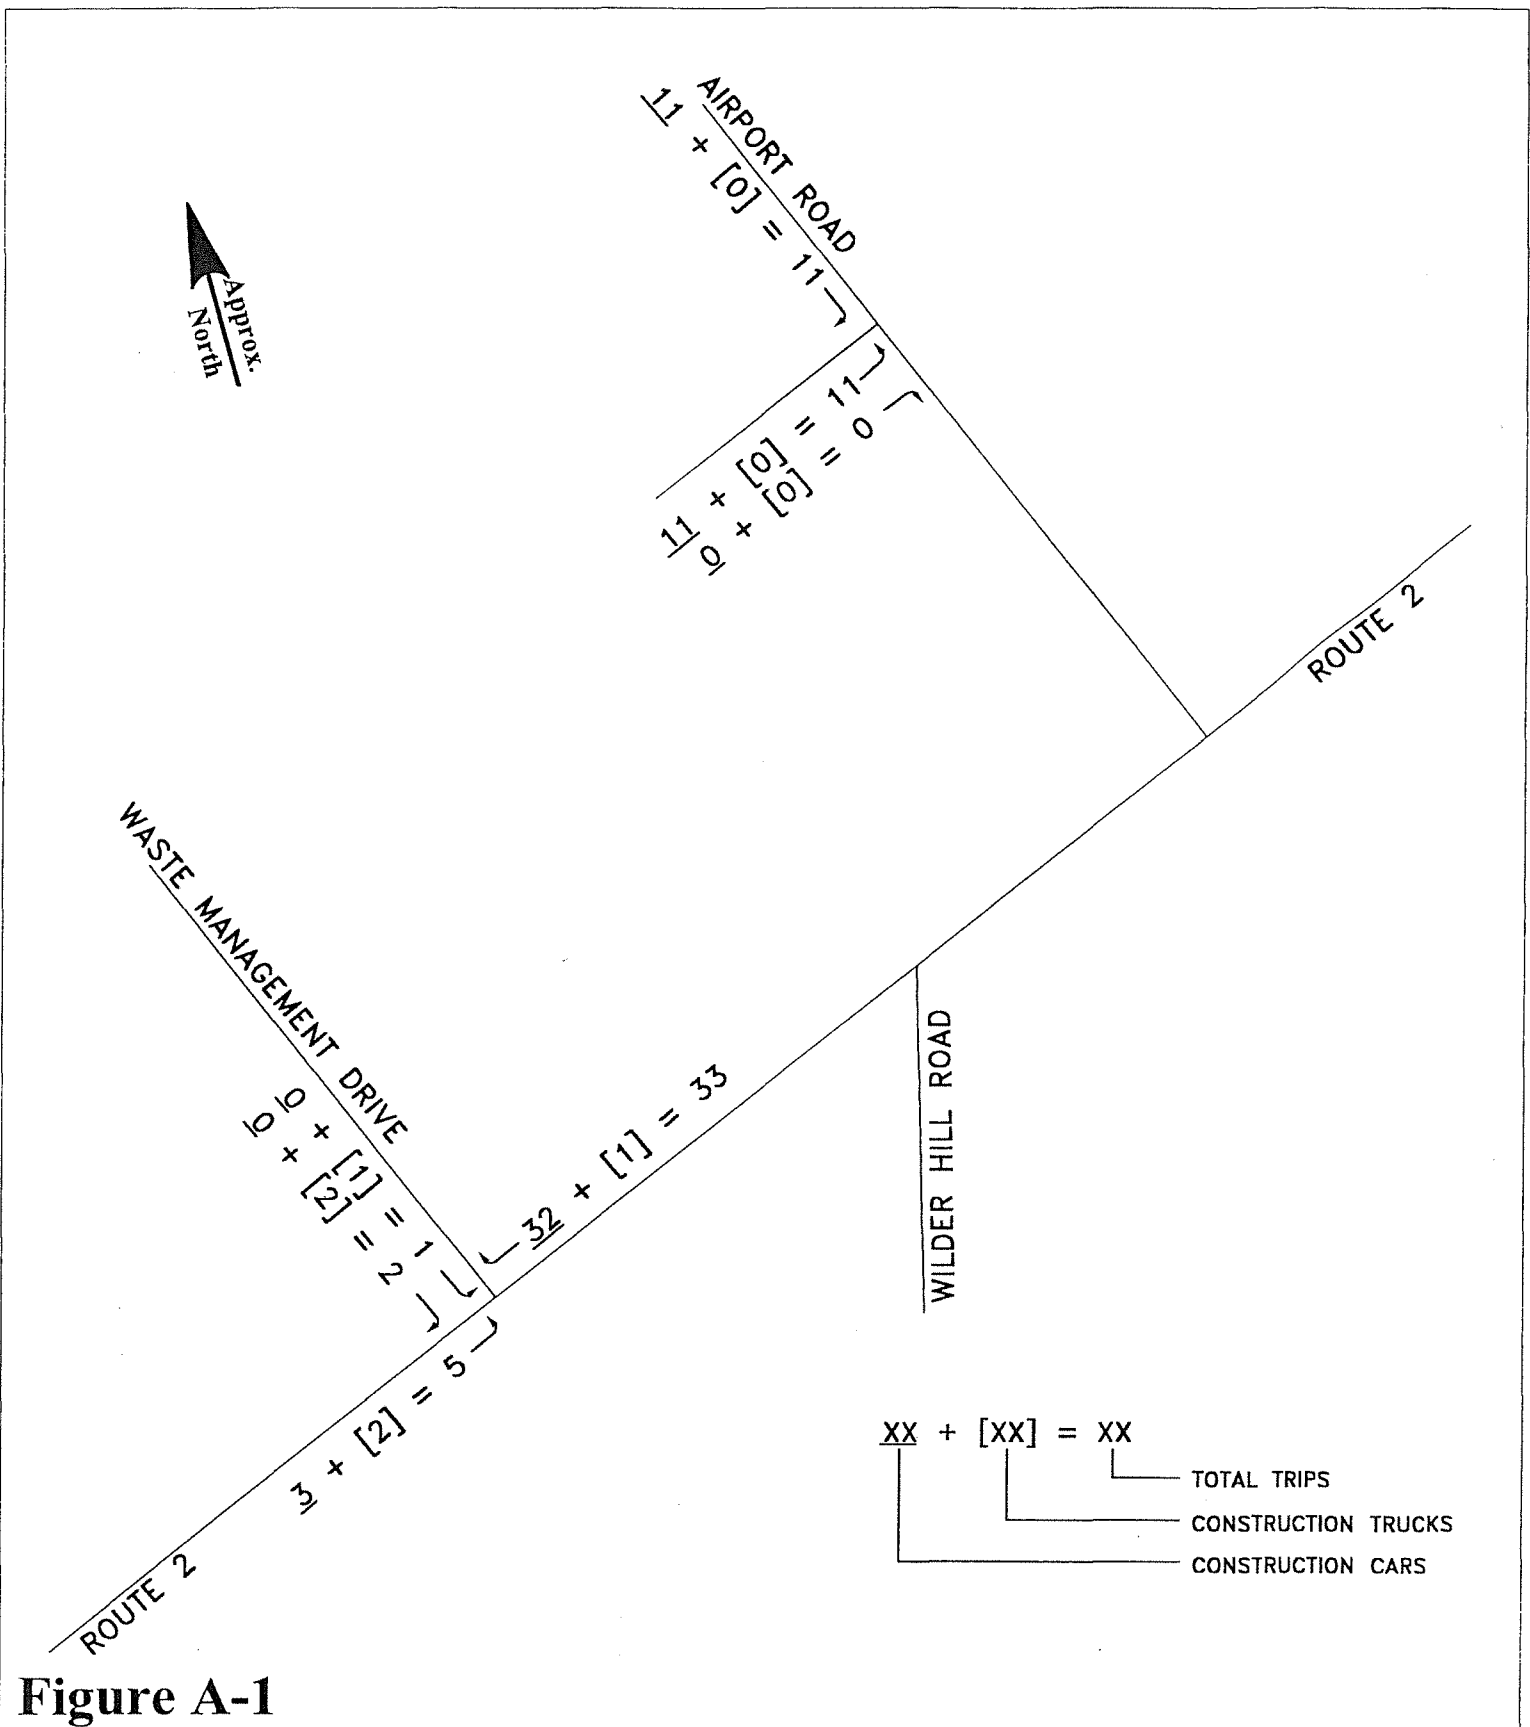 AIRPORT ROAD
11 + [0] = 11
Approx.
North
11 + [0] = 11
0 + [0] = 0
ROUTE 2
WASTE MANAGEMENT DRIVE
0 + [1] = 1
0 + [2] = 2
32 + [1] = 33
WILDER HILL ROAD
3 + [2] = 5
XX + [XX] = XX
TOTAL TRIPS
CONSTRUCTION TRUCKS
CONSTRUCTION CARS
ROUTE 2
Figure A-1